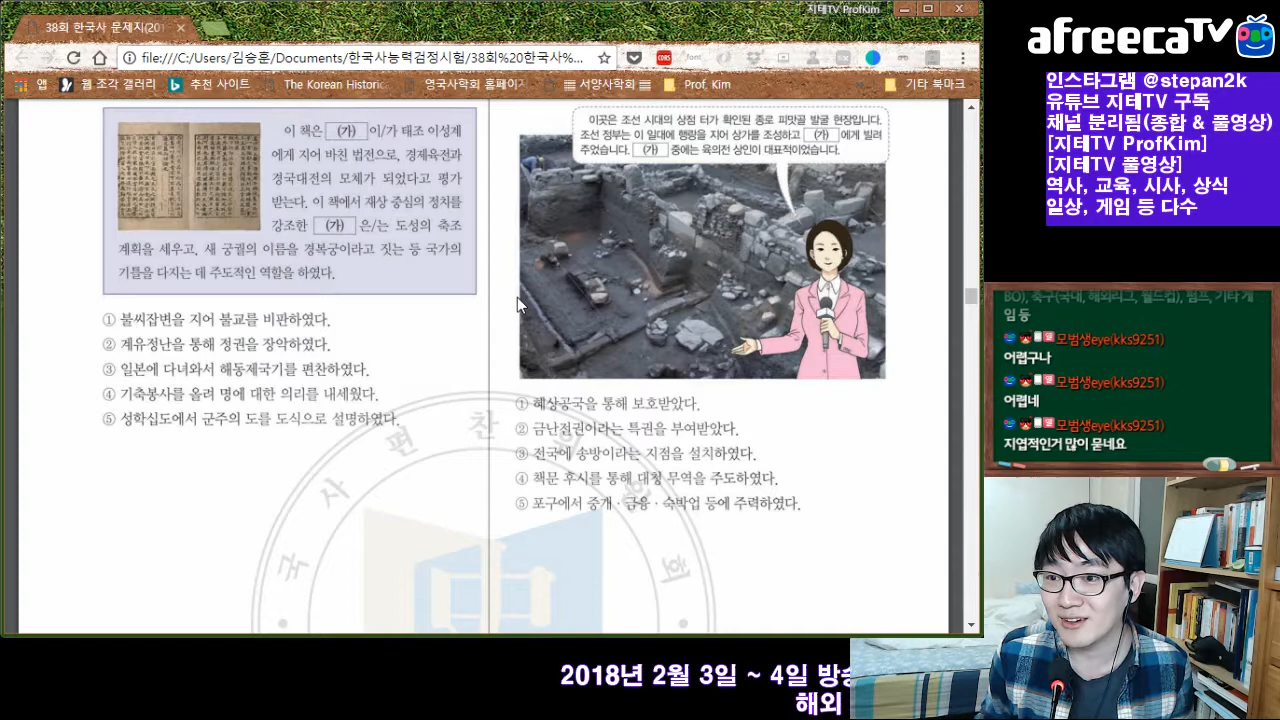 지테TV ProfKim
38회 한국사 문제지(201
file:///C:/Users/김승훈/Documents/한국사능력검정시험/38회%20한국사%...
앱
웹 조각 갤러리
추천 사이트
The Korean Historic
영국사학회 홈페이지
서양사학회
Prof. Kim
기타 북마크
이 책은 (가) 이/가 태조 이성계
에게 지어 바친 법전으로, 경제육전과
경국대전의 모체가 되었다고 평가
받는다. 이 책에서 재상 중심의 정치를
강조한 (가) 은/는 도성의 축조
계획을 세우고, 새 궁궐의 이름을 경복궁이라고 짓는 등 국가의
기틀을 다지는 데 주도적인 역할을 하였다.
① 불씨잡변을 지어 불교를 비판하였다.
② 계유정난을 통해 정권을 장악하였다.
③ 일본에 다녀와서 해동제국기를 편찬하였다.
④ 기축봉사를 올려 명에 대한 의리를 내세웠다.
⑤ 성학십도에서 군주의 도를 도식으로 설명하였다.
이곳은 조선 시대의 상점 터가 확인된 종로 피맛골 발굴 현장입니다.
조선 정부는 이 일대에 행랑을 지어 상가를 조성하고 (가) 에게 빌려
주었습니다. (가) 중에는 육의전 상인이 대표적이었습니다.
① 혜상공국을 통해 보호받았다.
② 금난전권이라는 특권을 부여받았다.
③ 전국에 송방이라는 지점을 설치하였다.
④ 책문 후시를 통해 대청 무역을 주도하였다.
⑤ 포구에서 중개·금융·숙박업 등에 주력하였다.
국사편찬위원회
afreecaTV
인스타그램 @stepan2k
유튜브 지테TV 구독
채널 분리됨(종합 & 풀영상)
[지테TV ProfKim]
[지테TV 풀영상]
역사, 교육, 시사, 상식
일상, 게임 등 다수
BO), 축구(국대, 해외리그, 월드컵), 펌프, 기타 게
임 등
모범생eye(kks9251)
어렵구나
모범생eye(kks9251)
어렵네
모범생eye(kks9251)
지엽적인거 많이 묻네요
2018년 2월 3일 ~ 4일 방송
해외